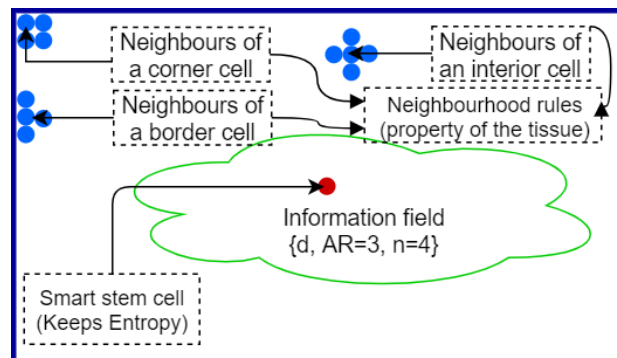 Neighbours of
a corner cell
Neighbours of
an interior cell
Neighbours of
a border cell
Neighbourhood rules
(property of the tissue)
Information field
{d, AR=3, n=4}
Smart stem cell
(Keeps Entropy)